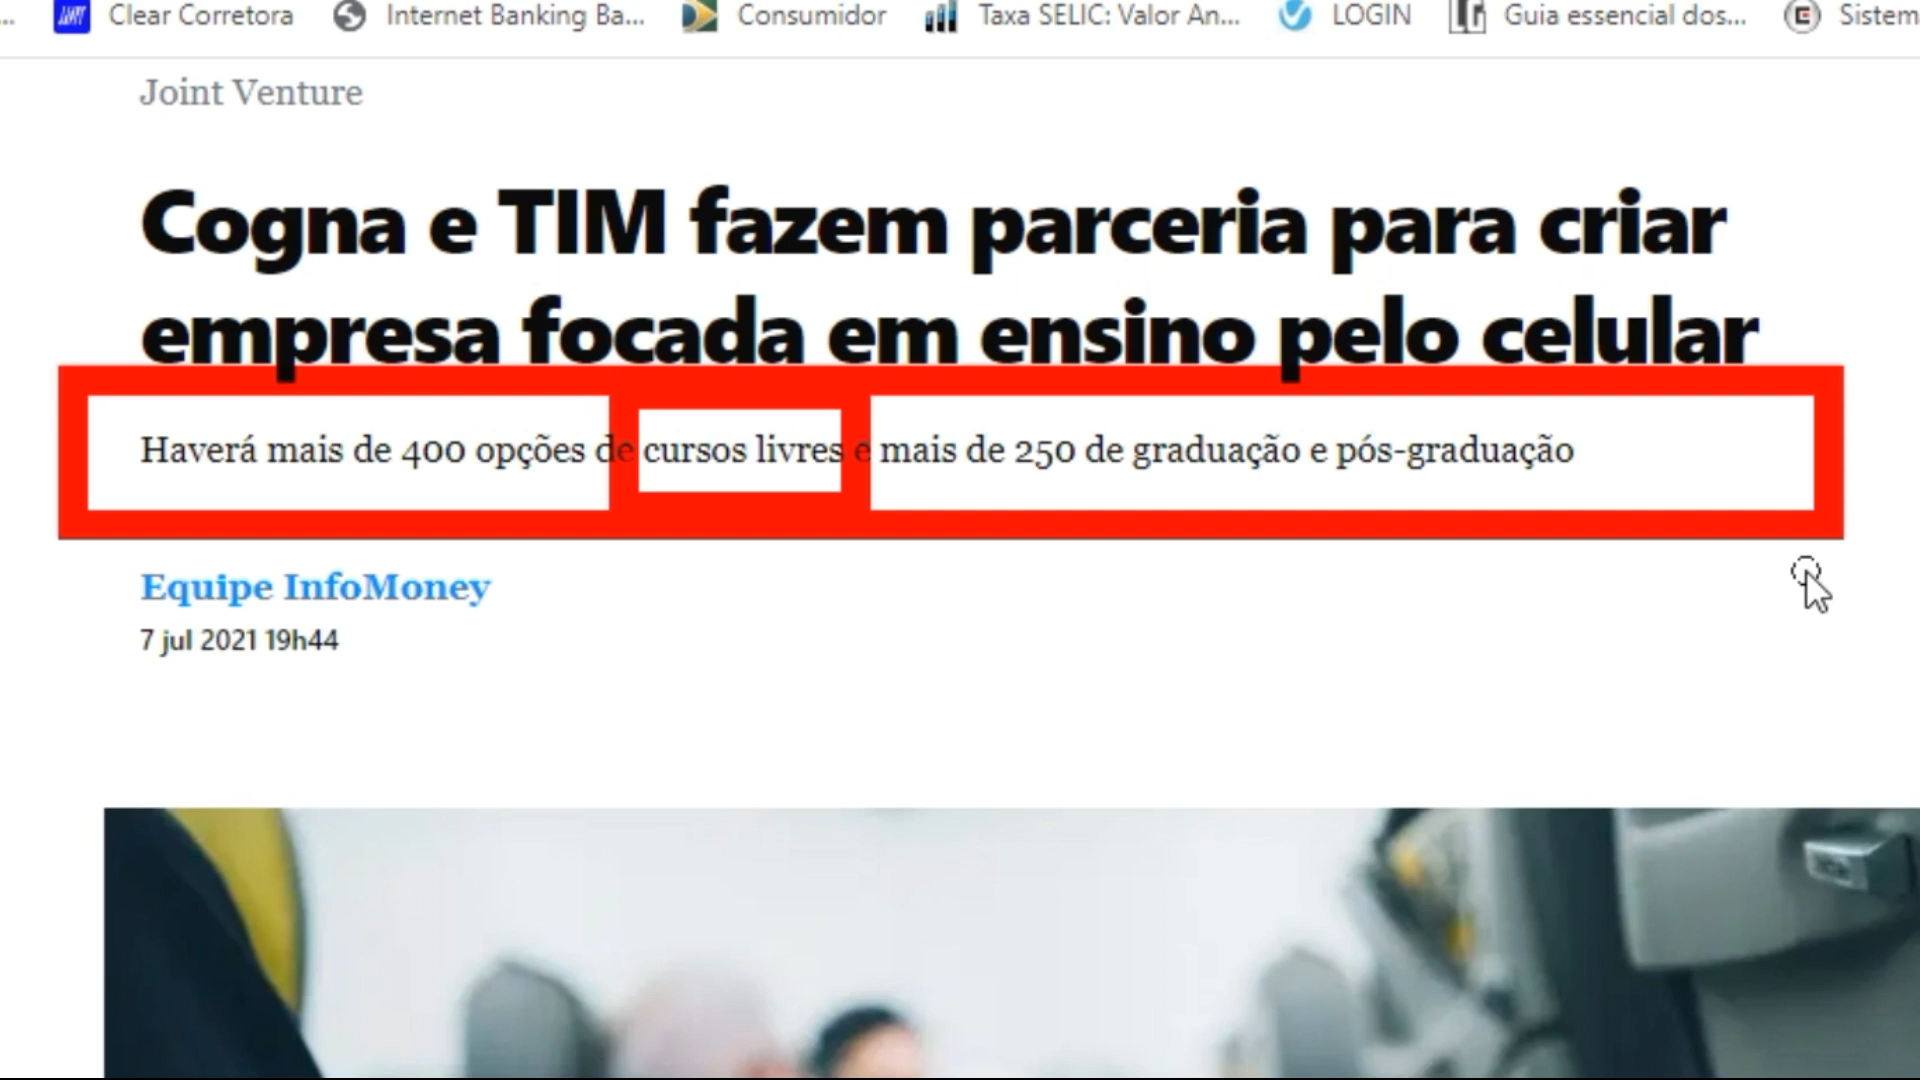 Clear Corretora Internet Banking Ba... Consumidor Taxa SELIC: Valor An... LOGIN Guia essencial dos... Sistem
Joint Venture
Cogna e TIM fazem parceria para criar
empresa focada em ensino pelo celular
Haverá mais de 400 opções de cursos livres e mais de 250 de graduação e pós-graduação
Equipe InfoMoney
7 jul 2021 19h44